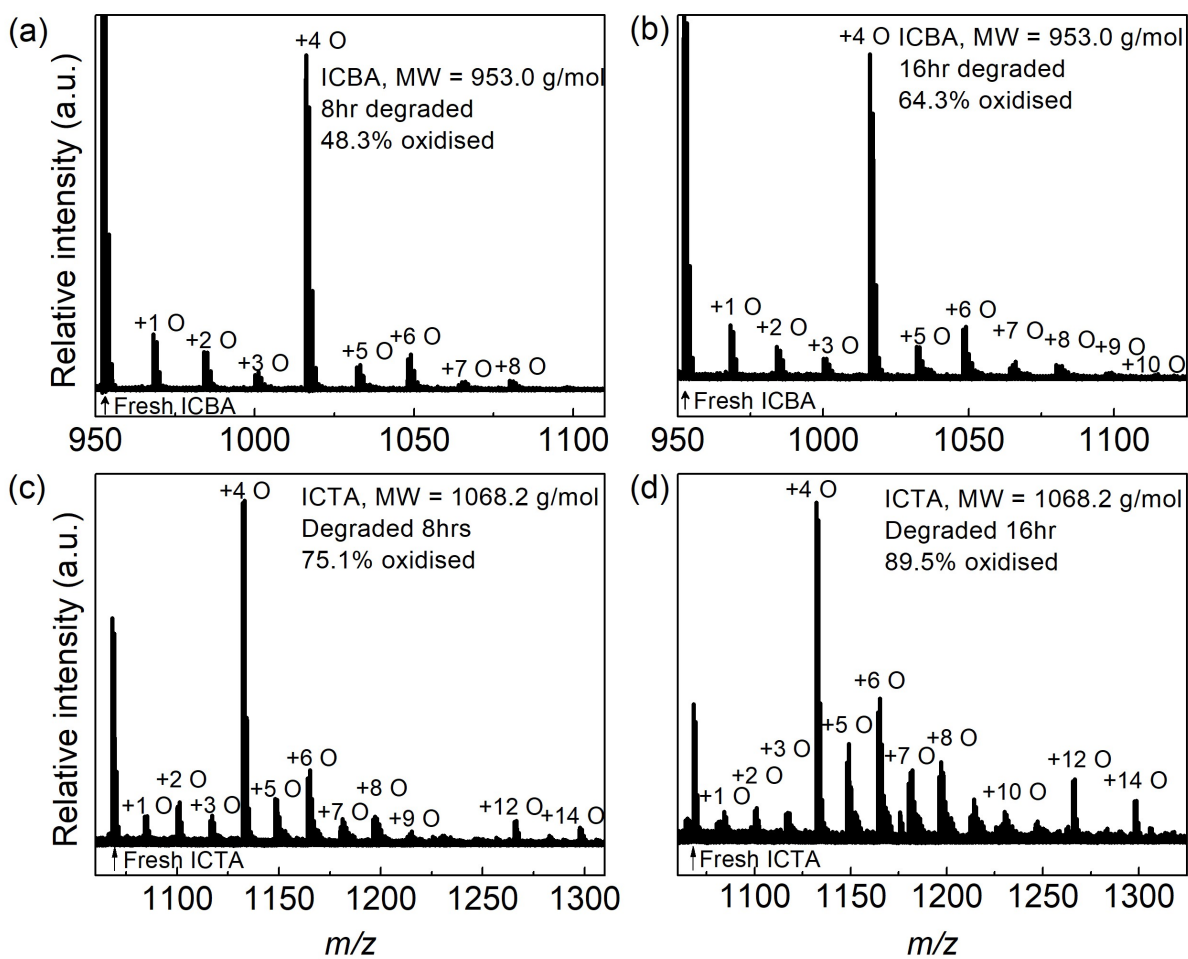 (a)
+4 O
ICBA, MW = 953.0 g/mol
8hr degraded
48.3% oxidised
+1 O
+2 O
+3 O
+5 O
+6 O
+7 O
+8 O
Fresh ICBA
950
1000
1050
1100
Relative intensity (a.u.)
(b)
+4 O
ICBA, MW = 953.0 g/mol
16hr degraded
64.3% oxidised
+1 O
+2 O
+3 O
+5 O
+6 O
+7 O
+8 O
+9 O
+10 O
Fresh ICBA
950
1000
1050
1100
(c)
+4 O
ICTA, MW = 1068.2 g/mol
Degraded 8hrs
75.1% oxidised
+1 O
+2 O
+3 O
+5 O
+6 O
+7 O
+8 O
+9 O
+12 O
+14 O
Fresh ICTA
1100
1150
1200
1250
1300
Relative intensity (a.u.)
m/z
(d)
+4 O
ICTA, MW = 1068.2 g/mol
Degraded 16hr
89.5% oxidised
+1 O
+2 O
+3 O
+5 O
+6 O
+7 O
+8 O
+10 O
+12 O
+14 O
Fresh ICTA
1100
1150
1200
1250
1300
m/z